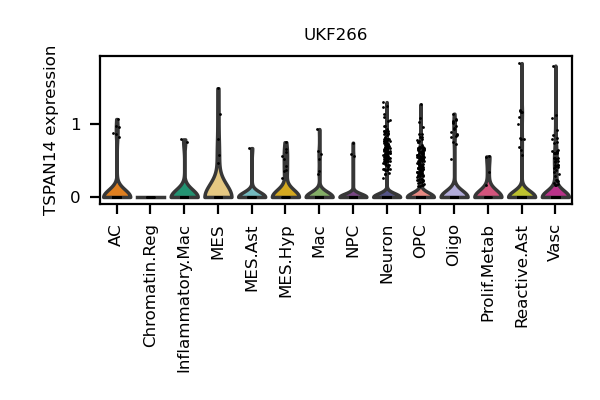 UKF266
TSPAN14 expression
1
0
AC
Chromatin.Reg
Inflammatory.Mac
MES
MES.Ast
MES.Hyp
Mac
NPC
Neuron
OPC
Oligo
Prolif.Metab
Reactive.Ast
Vasc